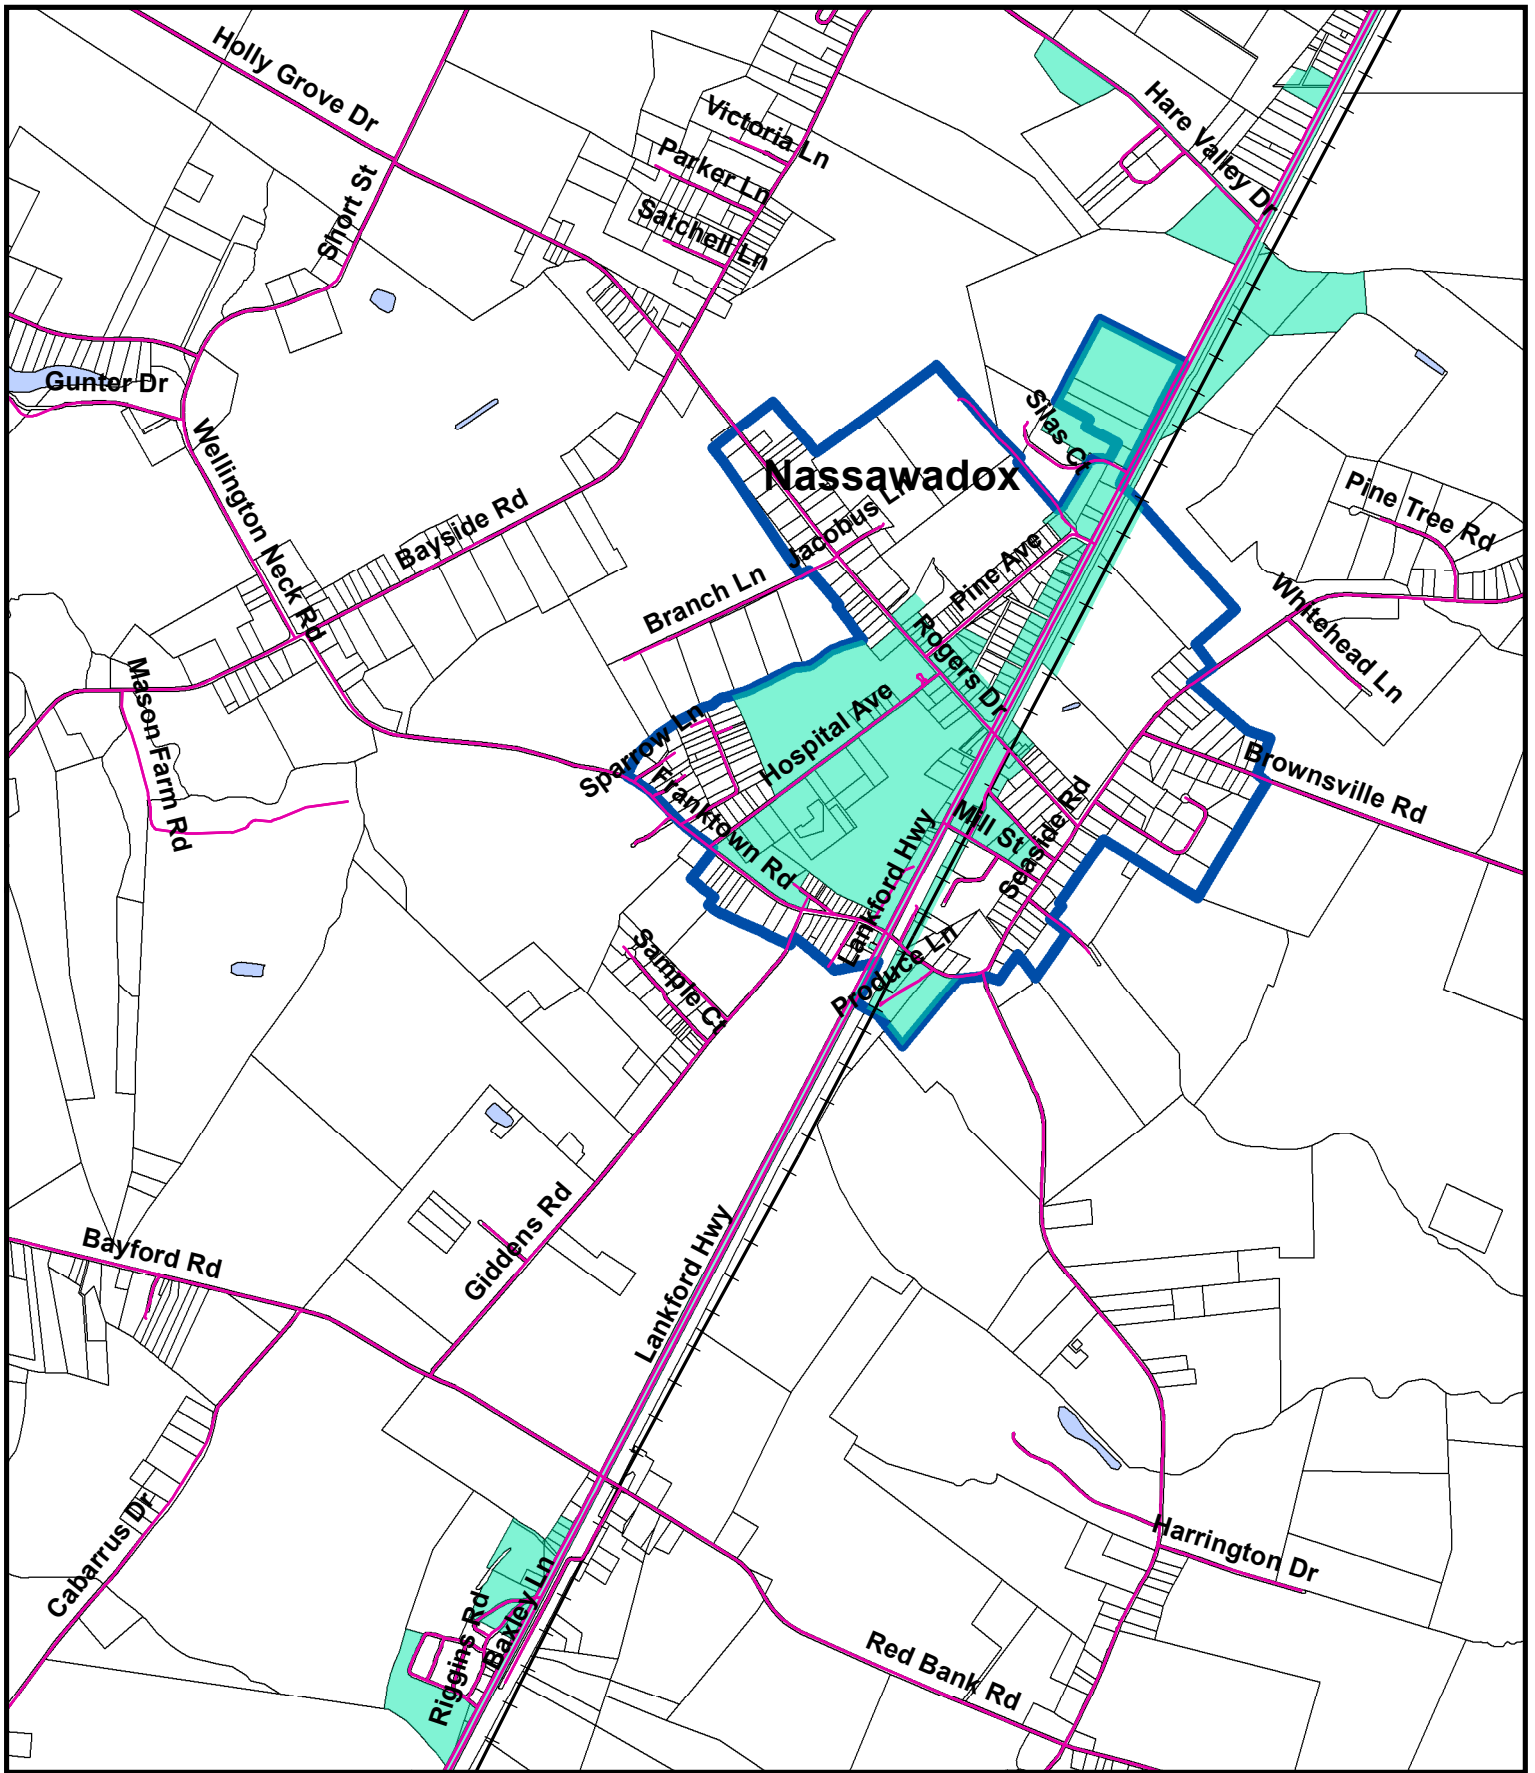 Holly Grove Dr
Victoria Ln
Hare Valley Dr
Parker Ln
Short St
Satchell Ln
Gunter Dr
Silas Ct
Wellington Neck Rd
Nassawadox
Bayside Rd
Jacobus Ln
Pine Tree Rd
Pine Ave
Branch Ln
Whitehead Ln
Rogers Dr
Mason Farm Rd
Hospital Ave
Sparrow Ln
Franktown Rd
Brownsville Rd
Mill St
Seaside Rd
Lankford Hwy
Sample Ct
Produce Ln
Bayford Rd
Giddens Rd
Lankford Hwy
Cabarrus Dr
Harrington Dr
Baxley Ln
Riggins Rd
Red Bank Rd